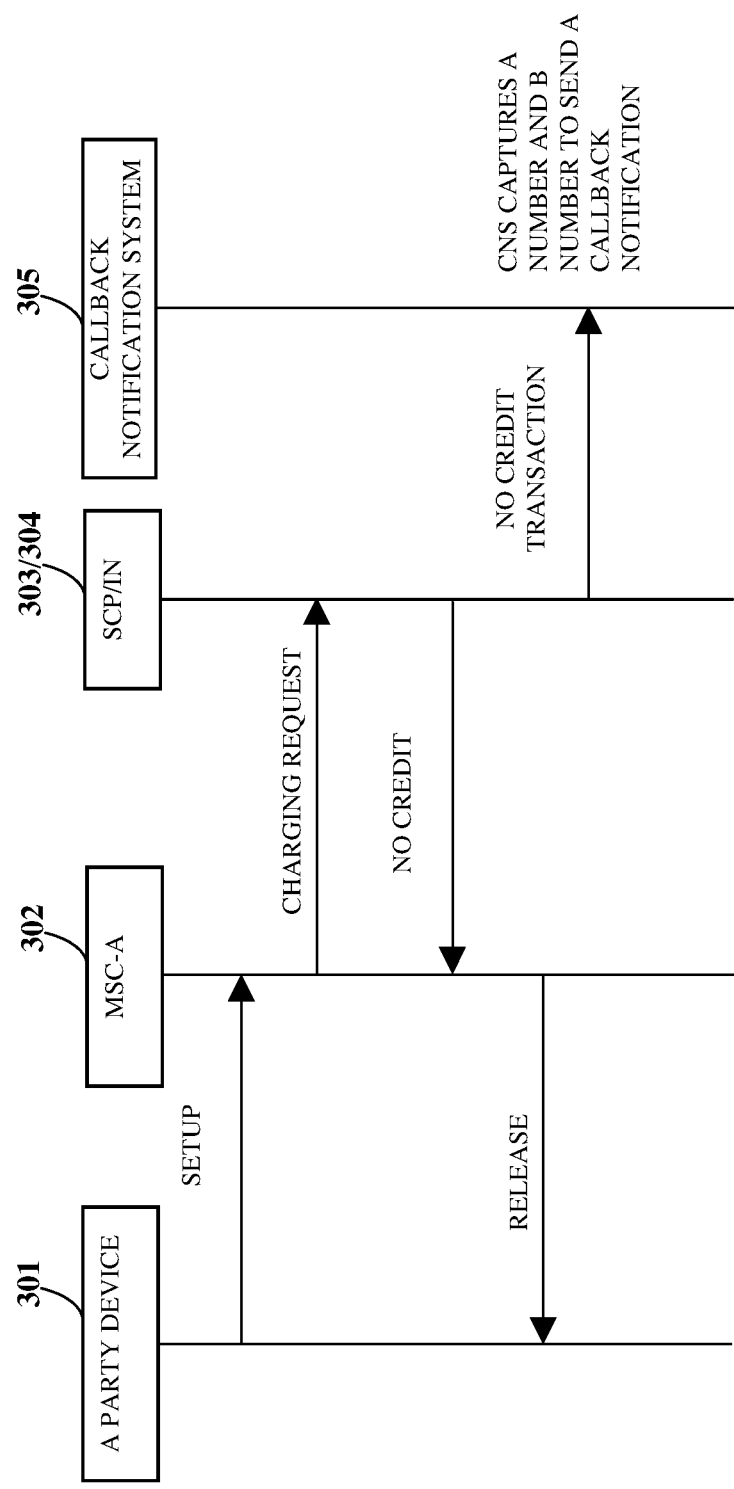 301
A PARTY DEVICE
302
MSC-A
303/304
SCP/IN
305
CALLBACK
NOTIFICATION SYSTEM
SETUP
CHARGING REQUEST
NO CREDIT
RELEASE
NO CREDIT
TRANSACTION
CNS CAPTURES A
NUMBER AND B
NUMBER TO SEND A
CALLBACK
NOTIFICATION